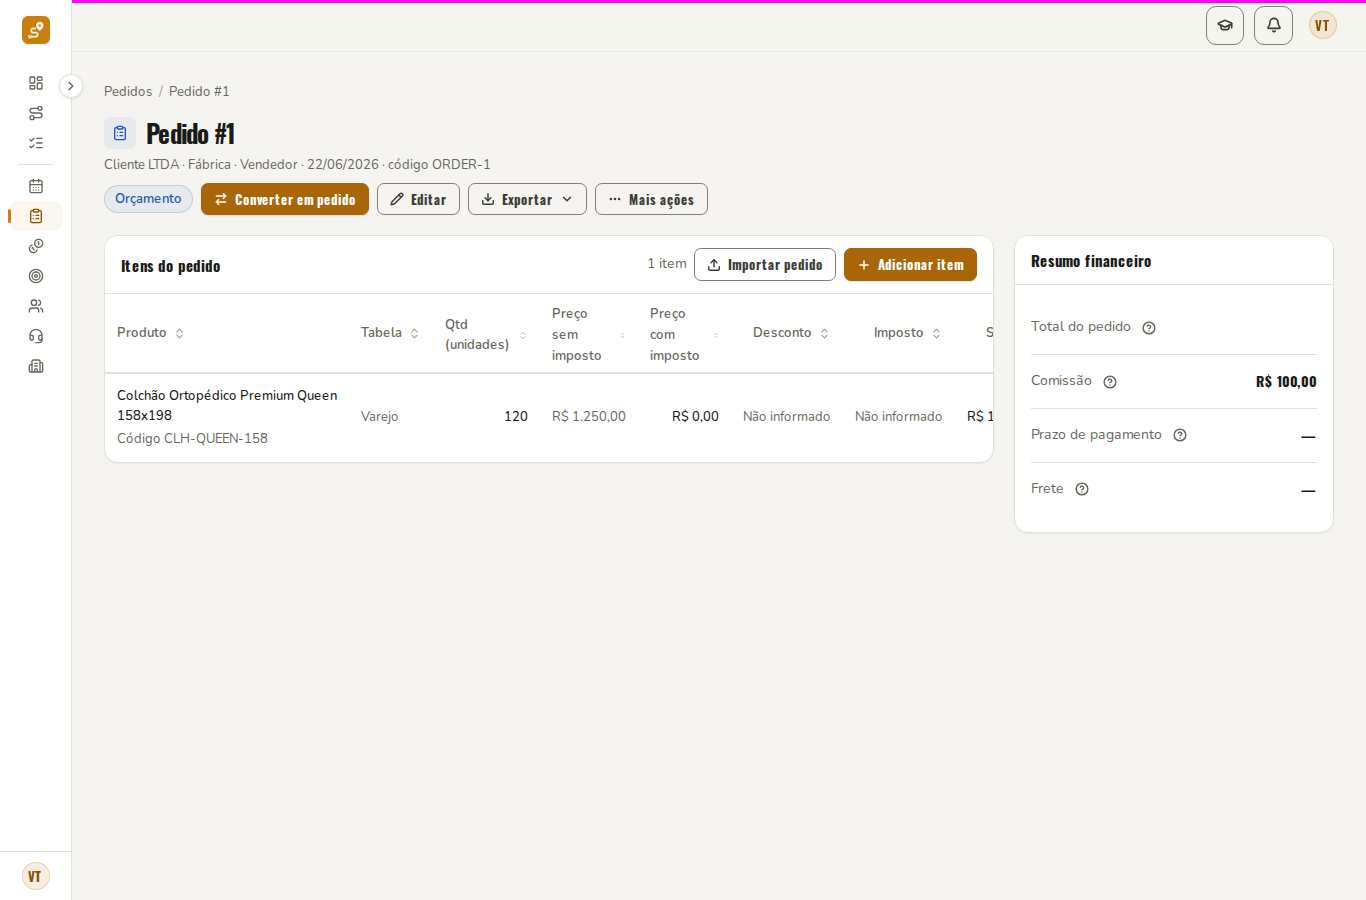 VT
Pedidos / Pedido #1
Pedido #1
Cliente LTDA · Fábrica · Vendedor · 22/06/2026 · código ORDER-1
Orçamento
Converter em pedido
Editar
Exportar
Mais ações
Itens do pedido
1 item
Importar pedido
Adicionar item
Produto
Tabela
Qtd
(unidades)
Preço
sem
imposto
Preço
com
imposto
Desconto
Imposto
S
Colchão Ortopédico Premium Queen
158x198
Código CLH-QUEEN-158
Varejo
120
R$ 1.250,00
R$ 0,00
Não informado
Não informado
R$ 1
Resumo financeiro
Total do pedido
Comissão
R$ 100,00
Prazo de pagamento
—
Frete
—
VT